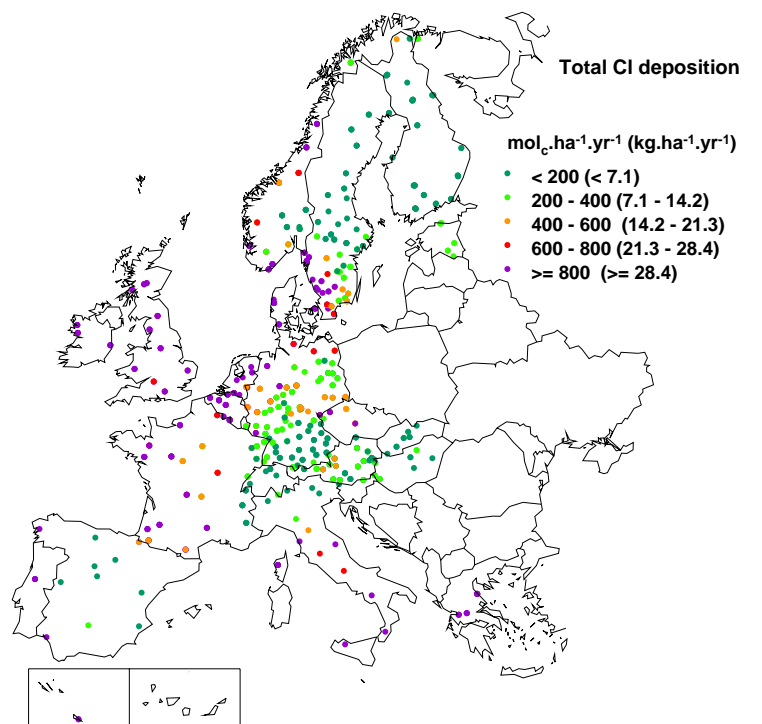 Total Cl deposition
mol_c.ha⁻¹.yr⁻¹ (kg.ha⁻¹.yr⁻¹)
< 200 (< 7.1)
200 - 400 (7.1 - 14.2)
400 - 600 (14.2 - 21.3)
600 - 800 (21.3 - 28.4)
>= 800 (>= 28.4)